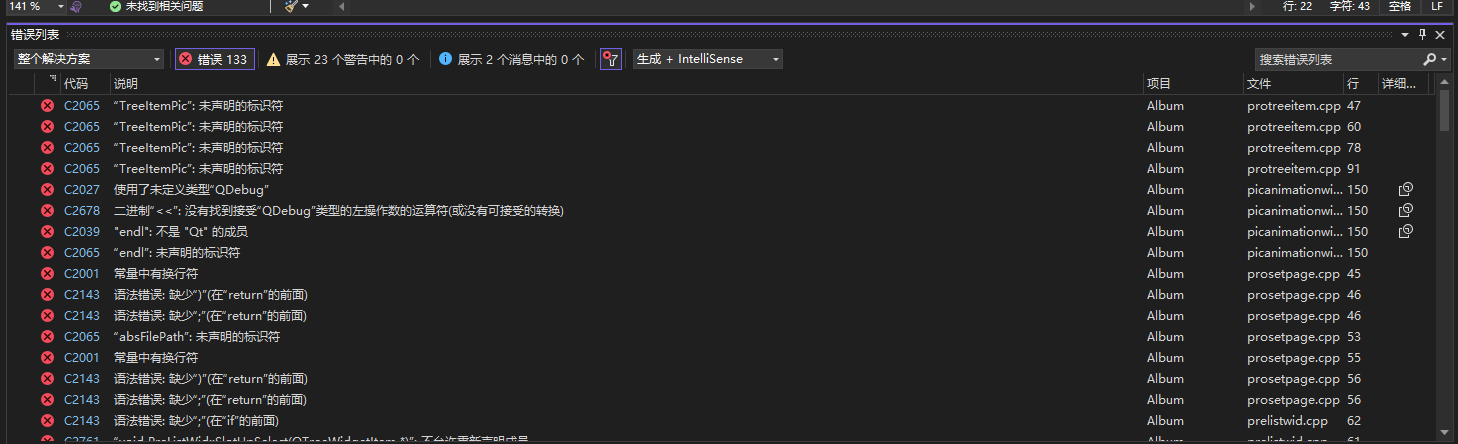 141 % 未找到相关问题 行: 22 字符: 43 空格 LF
错误列表
整个解决方案 错误 133 展示 23 个警告中的 0 个 展示 2 个消息中的 0 个 生成 + IntelliSense 搜索错误列表
代码 说明 项目 文件 行 详细...
C2065 “TreeItemPic”: 未声明的标识符 Album protreeitem.cpp 47
C2065 “TreeItemPic”: 未声明的标识符 Album protreeitem.cpp 60
C2065 “TreeItemPic”: 未声明的标识符 Album protreeitem.cpp 78
C2065 “TreeItemPic”: 未声明的标识符 Album protreeitem.cpp 91
C2027 使用了未定义类型“QDebug” Album picanimationwi... 150
C2678 二进制“<<”: 没有找到接受“QDebug”类型的左操作数的运算符(或没有可接受的转换) Album picanimationwi... 150
C2039 "endl": 不是 "Qt" 的成员 Album picanimationwi... 150
C2065 “endl”: 未声明的标识符 Album picanimationwi... 150
C2001 常量中有换行符 Album prosetpage.cpp 45
C2143 语法错误: 缺少“)”(在“return”的前面) Album prosetpage.cpp 46
C2143 语法错误: 缺少“;”(在“return”的前面) Album prosetpage.cpp 46
C2065 “absFilePath”: 未声明的标识符 Album prosetpage.cpp 53
C2001 常量中有换行符 Album prosetpage.cpp 55
C2143 语法错误: 缺少“)”(在“return”的前面) Album prosetpage.cpp 56
C2143 语法错误: 缺少“;”(在“return”的前面) Album prosetpage.cpp 56
C2143 语法错误: 缺少“;”(在“if”的前面) Album prelistwid.cpp 62
C2761 Album prelistwid.cpp 61